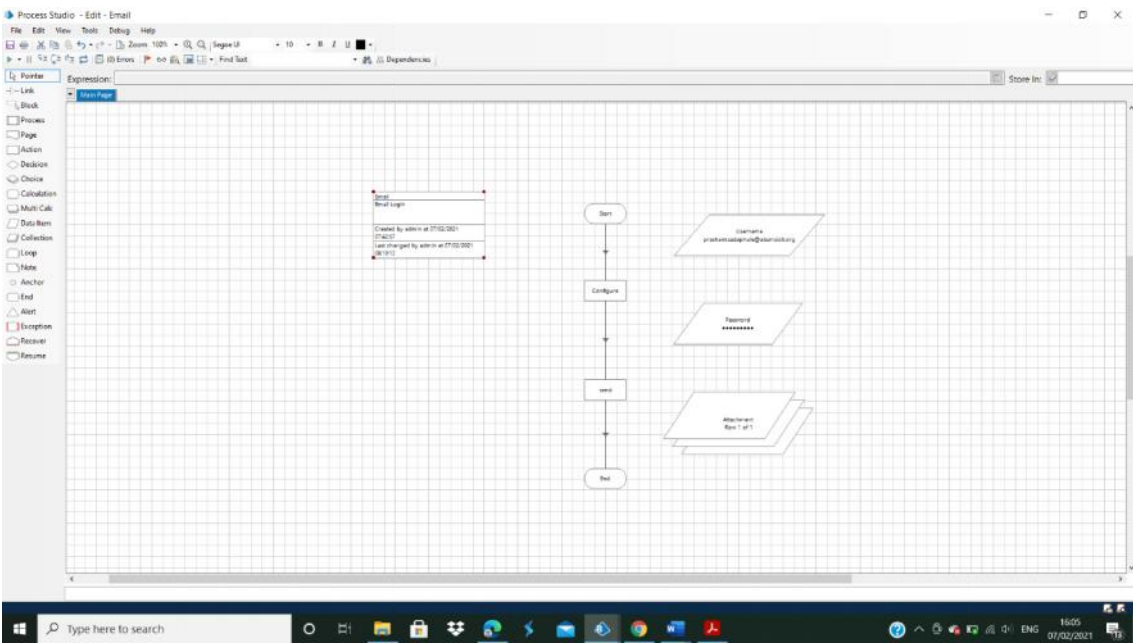 Process Studio - Edit - Email
File Edit View Tools Debug Help
Zoom 100% Segoe UI 10 B I U
Errors Find Text Dependencies
Pointer
Link
Block
Process
Page
Action
Decision
Choice
Calculation
Multi Calc
Data Item
Collection
Loop
Note
Anchor
End
Alert
Exception
Recover
Resume
Expression:
Store In:
Main Page
Email
Email Login
Created by admin at 07/02/2021
Last changed by admin at 07/02/2021
Start
Configure
send
End
Username
Password
•••••••••
Attachment
Row 1 of 1
Type here to search
ENG
16:05
07/02/2021